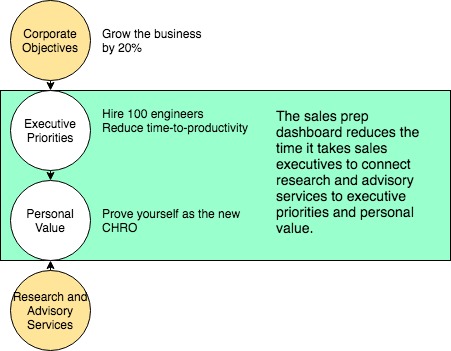 Corporate
Objectives
Grow the business
by 20%
Executive
Priorities
Hire 100 engineers
Reduce time-to-productivity
The sales prep
dashboard reduces the
time it takes sales
executives to connect
research and advisory
services to executive
priorities and personal
value.
Personal
Value
Prove yourself as the new
CHRO
Research and
Advisory
Services